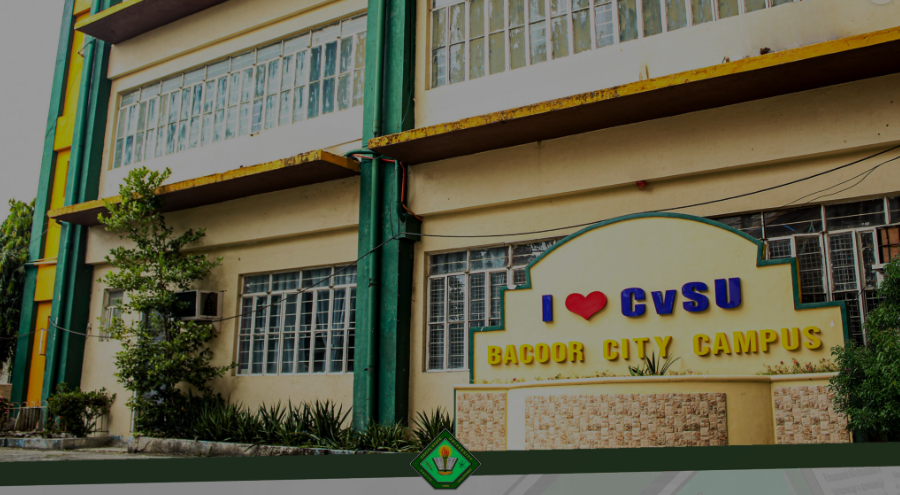 I ❤ CvSU
BACOOR CITY CAMPUS